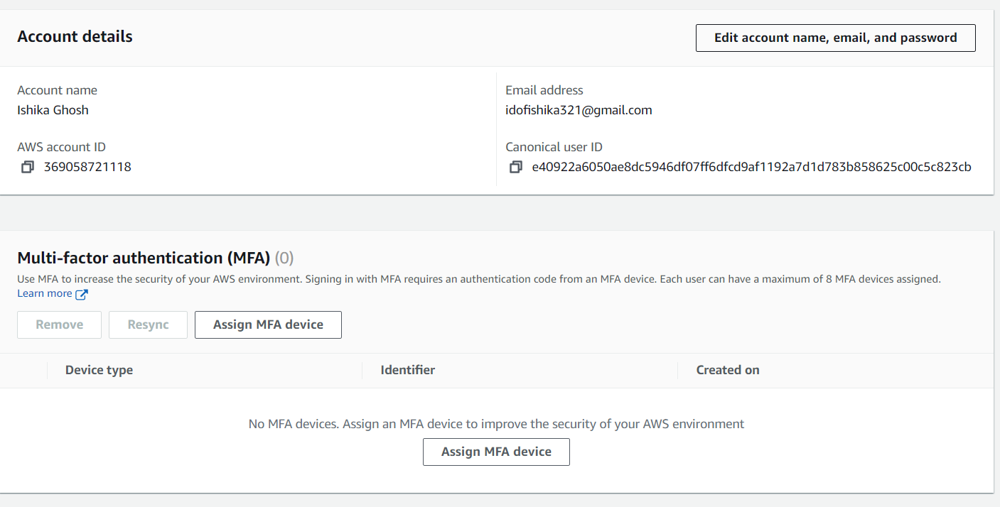 Account details
Edit account name, email, and password
Account name
Ishika Ghosh
Email address
idofishika321@gmail.com
AWS account ID
369058721118
Canonical user ID
e40922a6050ae8dc5946df07ff6dfcd9af1192a7d1d783b858625c00c5c823cb
Multi-factor authentication (MFA) (0)
Use MFA to increase the security of your AWS environment. Signing in with MFA requires an authentication code from an MFA device. Each user can have a maximum of 8 MFA devices assigned.
Learn more
Remove
Resync
Assign MFA device
Device type
Identifier
Created on
No MFA devices. Assign an MFA device to improve the security of your AWS environment
Assign MFA device